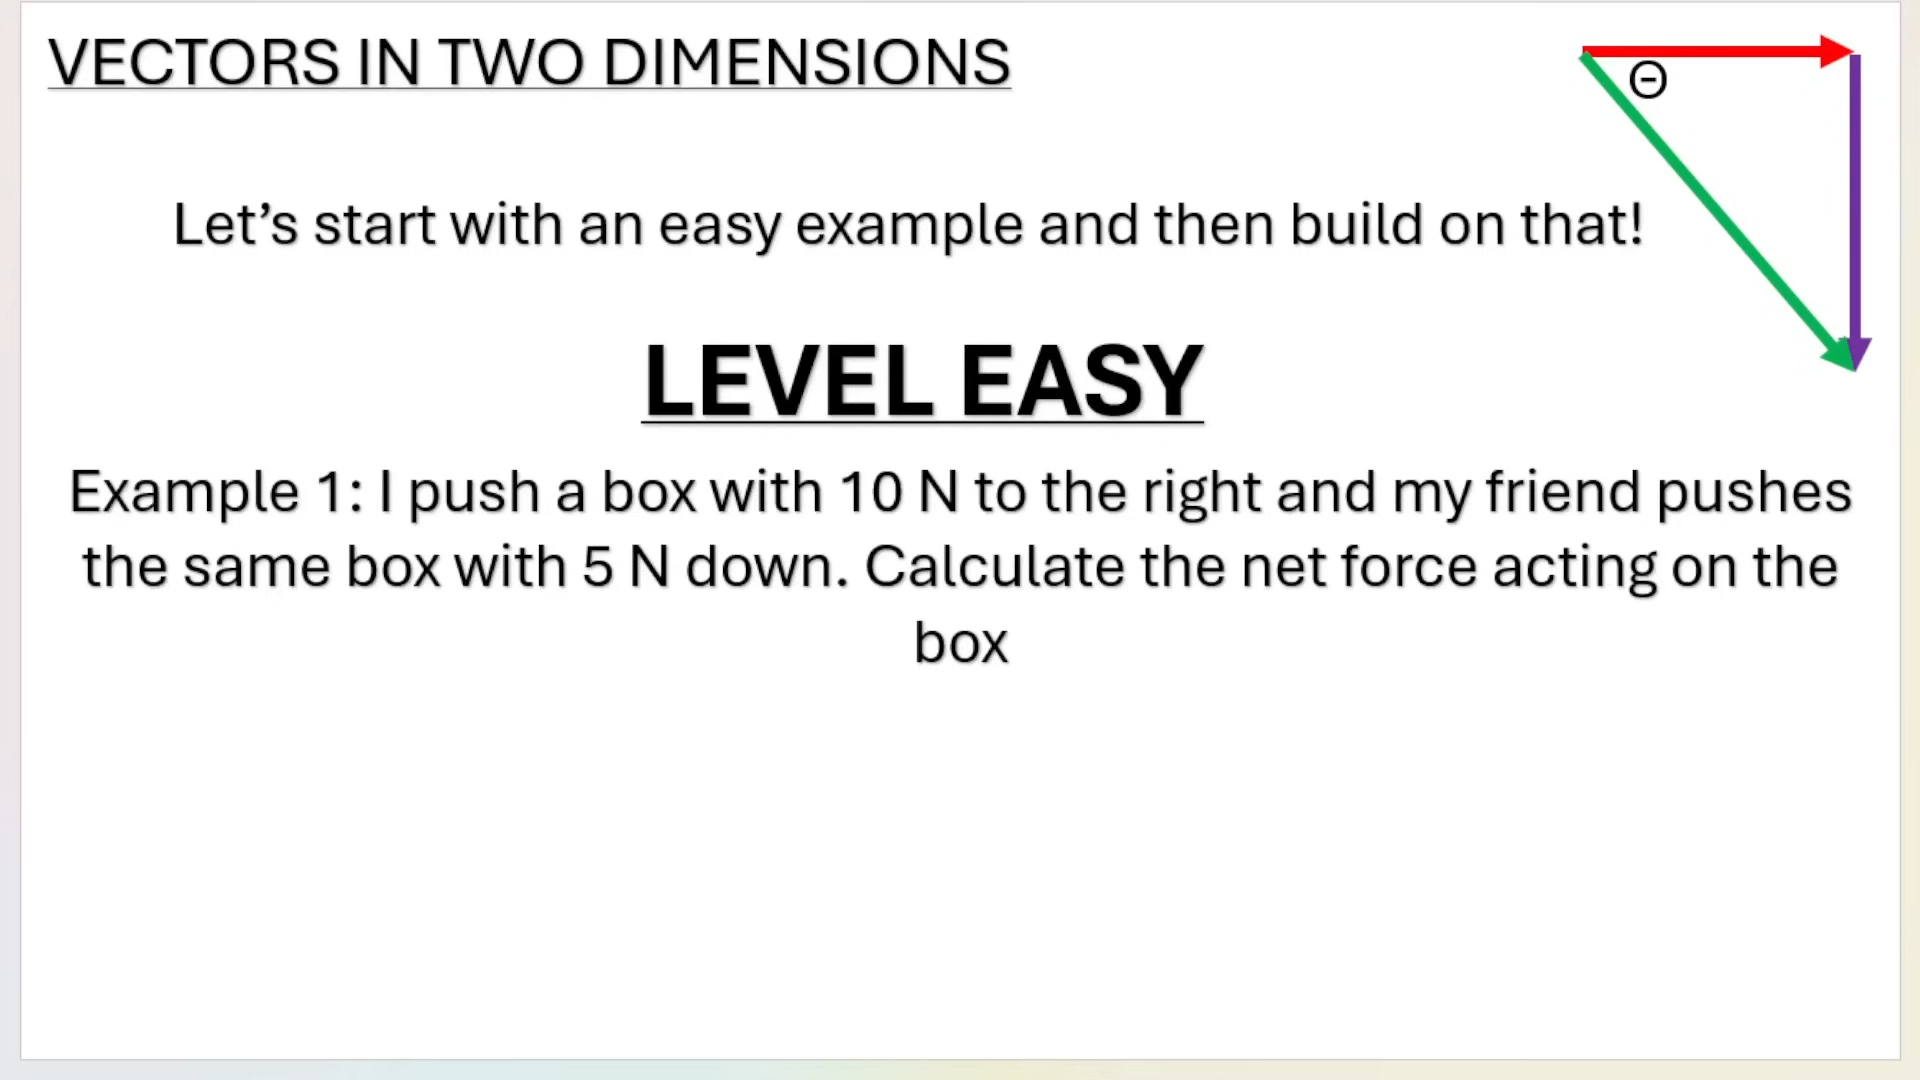 VECTORS IN TWO DIMENSIONS
Θ
Let’s start with an easy example and then build on that!
LEVEL EASY
Example 1: I push a box with 10 N to the right and my friend pushes
the same box with 5 N down. Calculate the net force acting on the
box